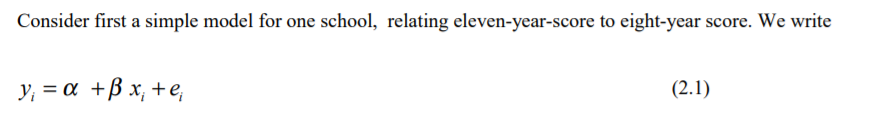 Consider first a simple model for one school, relating eleven-year-score to eight-year score. We write
yᵢ = α + β xᵢ + eᵢ (2.1)